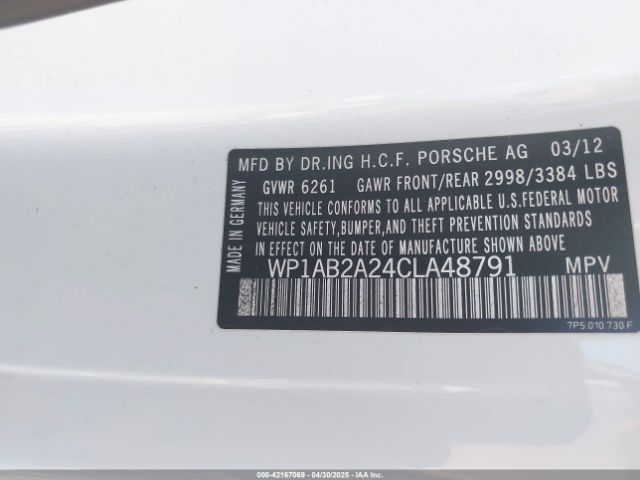 MFD BY DR.ING H.C.F. PORSCHE AG 03/12
GVWR 6261 GAWR FRONT/REAR 2998/3384 LBS
THIS VEHICLE CONFORMS TO ALL APPLICABLE U.S.FEDERAL MOTOR
VEHICLE SAFETY,BUMPER,AND THEFT PREVENTION STANDARDS
IN EFFECT ON THE DATE OF MANUFACTURE SHOWN ABOVE
WP1AB2A24CLA48791 MPV
MADE IN GERMANY
7P5.010.730.F
000-42167069 - 04/30/2025 - IAAI.COM